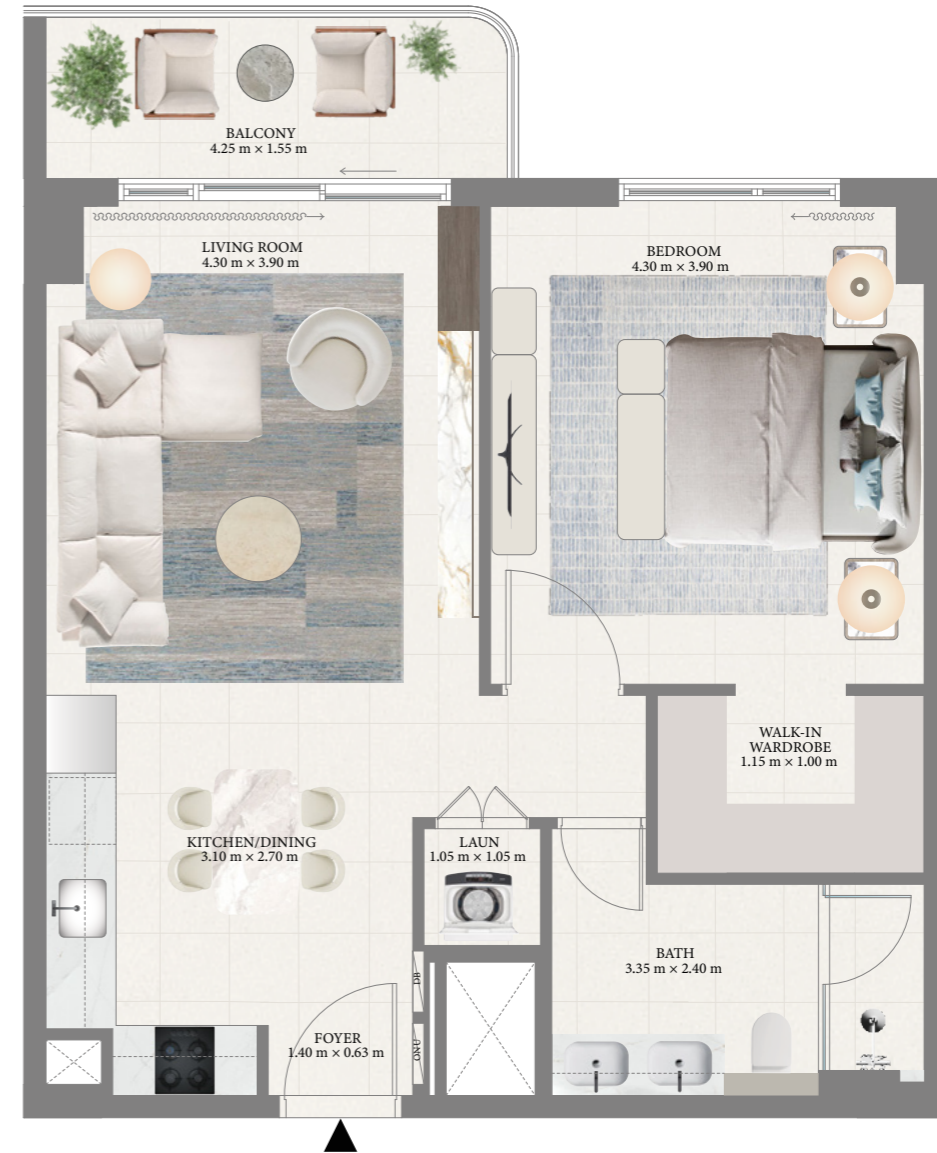 BALCONY
4.25 m × 1.55 m
LIVING ROOM
4.30 m × 3.90 m
BEDROOM
4.30 m × 3.90 m
WALK-IN
WARDROBE
1.15 m × 1.00 m
KITCHEN/DINING
3.10 m × 2.70 m
LAUN
1.05 m × 1.05 m
BATH
3.35 m × 2.40 m
DB
FOYER
1.40 m × 0.63 m
ONU